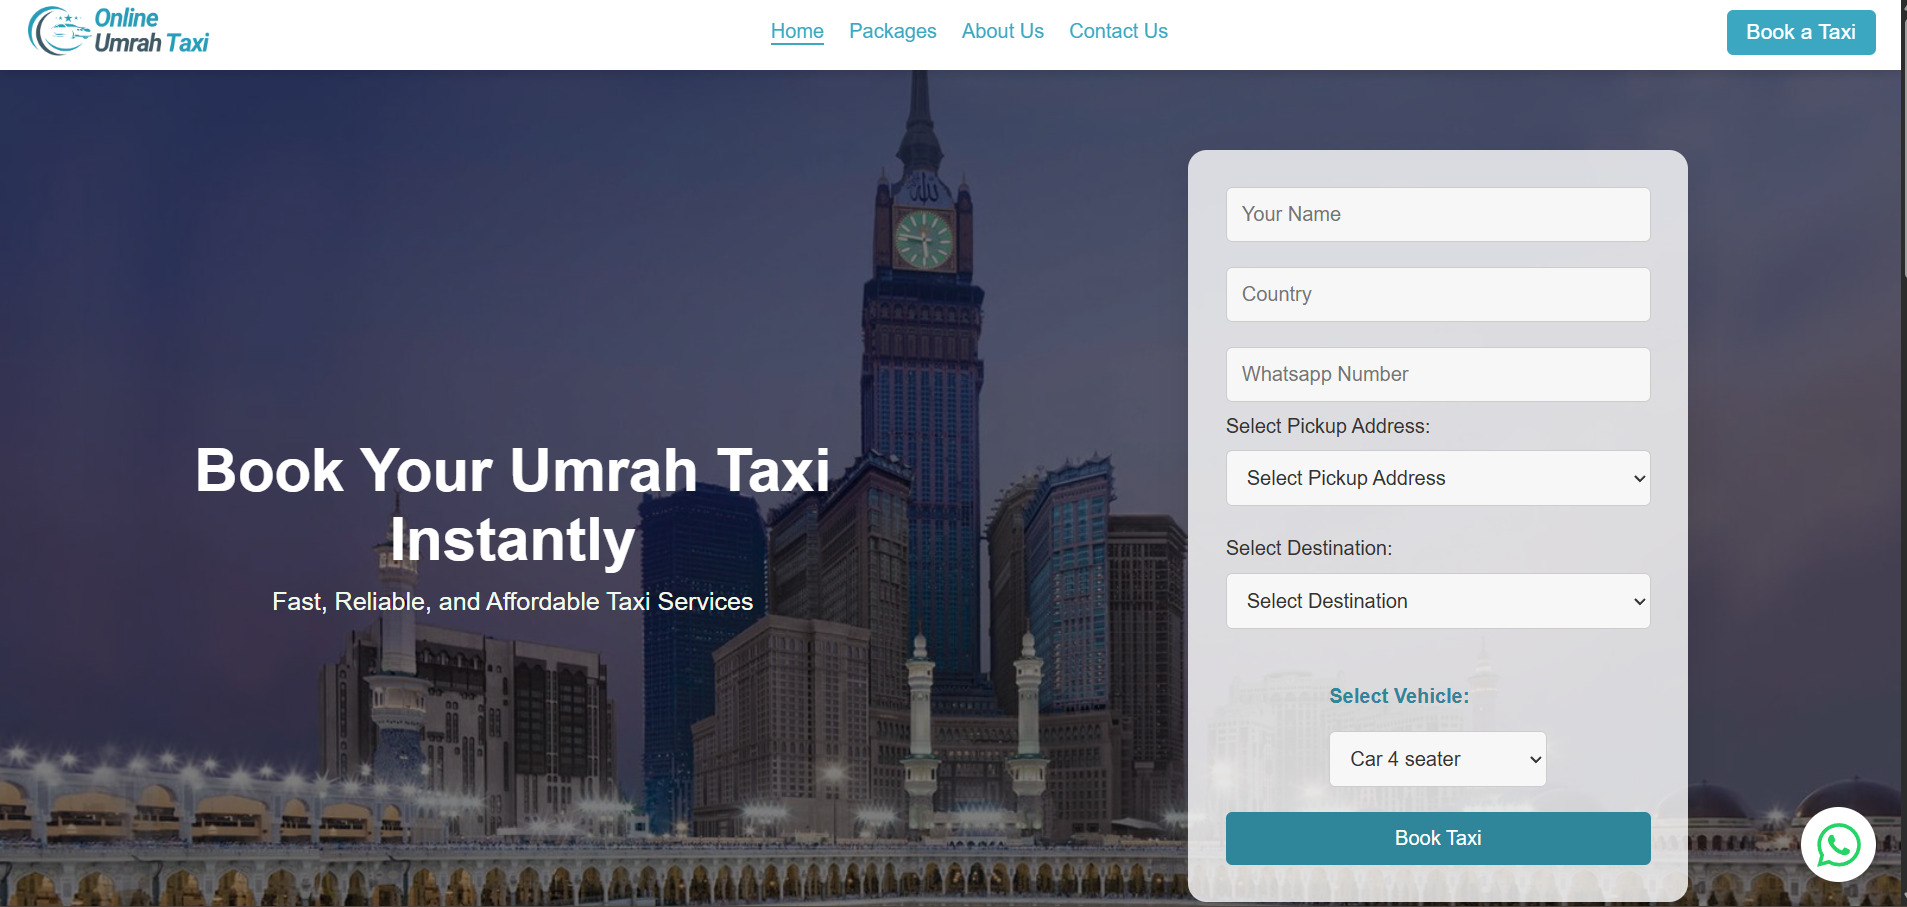 Online
Umrah Taxi
Home
Packages
About Us
Contact Us
Book a Taxi
Book Your Umrah Taxi
Instantly
Fast, Reliable, and Affordable Taxi Services
Your Name
Country
Whatsapp Number
Select Pickup Address:
Select Pickup Address
Select Destination:
Select Destination
Select Vehicle:
Car 4 seater
Book Taxi
الله